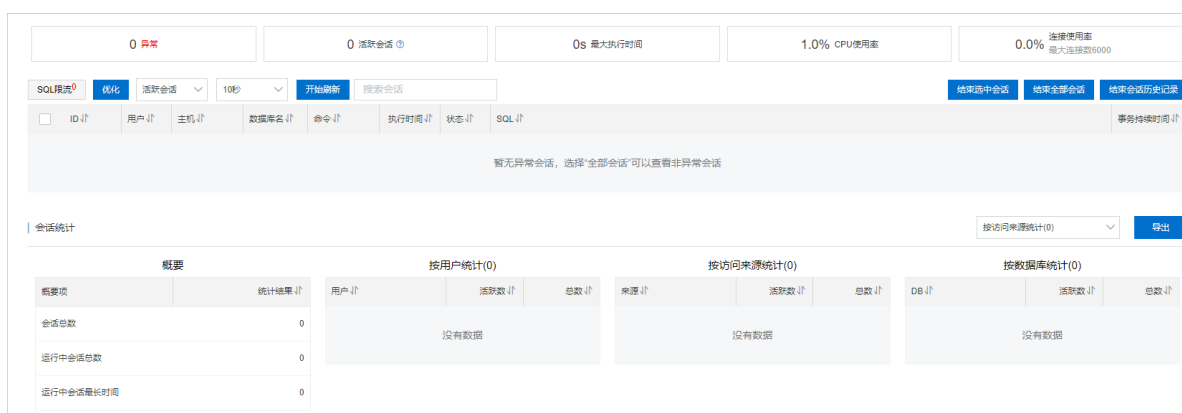 0 异常
0 活跃会话
0s 最大执行时间
1.0% CPU使用率
0.0% 连接使用率
最大连接数6000
SQL限流0 优化 活跃会话 10秒 开始刷新 搜索会话 结束选中会话 结束全部会话 结束会话历史记录
ID 用户 主机 数据库名 命令 执行时间 状态 SQL 事务持续时间
暂无异常会话，选择“全部会话”可以查看非异常会话
会话统计 按访问来源统计(0) 导出
概要 按用户统计(0) 按访问来源统计(0) 按数据库统计(0)
概要项 统计结果 用户 活跃数 总数 来源 活跃数 总数 DB 活跃数 总数
会话总数 0
没有数据 没有数据 没有数据
运行中会话总数 0
运行中会话最长时间 0